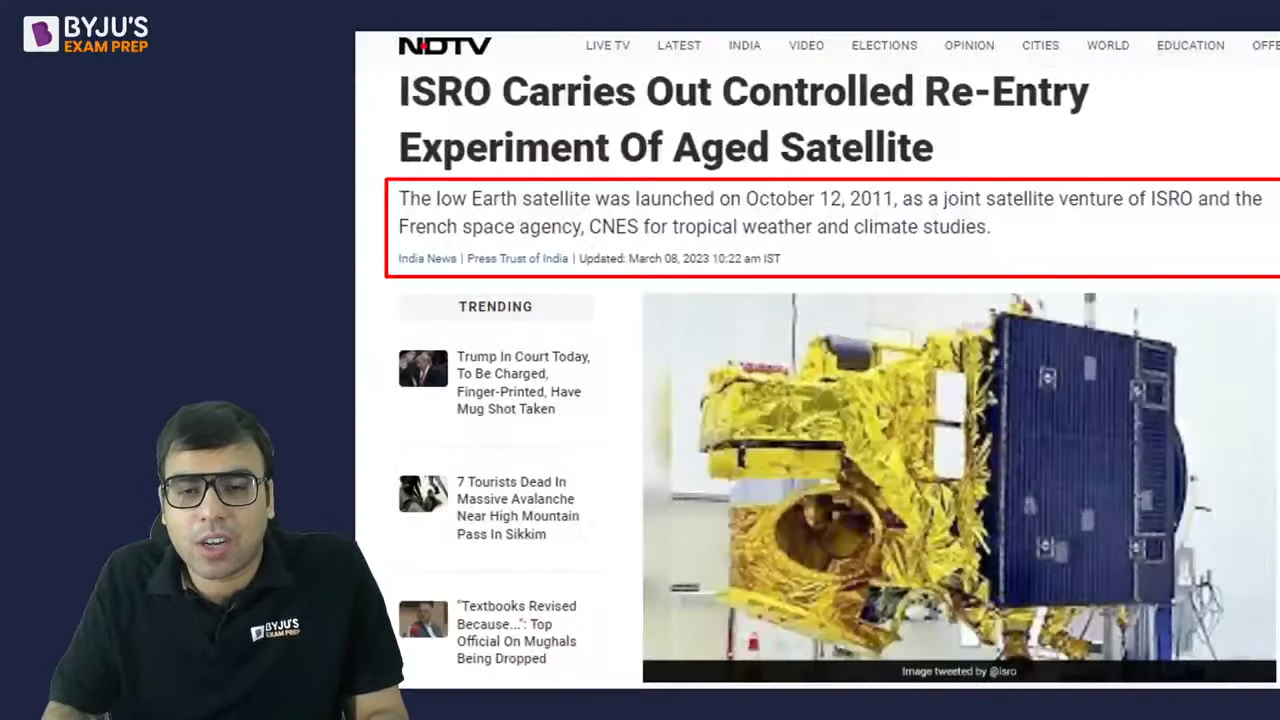 BYJU'S
EXAM PREP
NDTV
LIVE TV LATEST INDIA VIDEO ELECTIONS OPINION CITIES WORLD EDUCATION OFFE
ISRO Carries Out Controlled Re-Entry
Experiment Of Aged Satellite
The low Earth satellite was launched on October 12, 2011, as a joint satellite venture of ISRO and the
French space agency, CNES for tropical weather and climate studies.
India News | Press Trust of India | Updated: March 08, 2023 10:22 am IST
TRENDING
Trump In Court Today,
To Be Charged,
Finger-Printed, Have
Mug Shot Taken
7 Tourists Dead In
Massive Avalanche
Near High Mountain
Pass In Sikkim
"Textbooks Revised
Because...": Top
Official On Mughals
Being Dropped
Image tweeted by @isro
BYJU'S
EXAM PREP